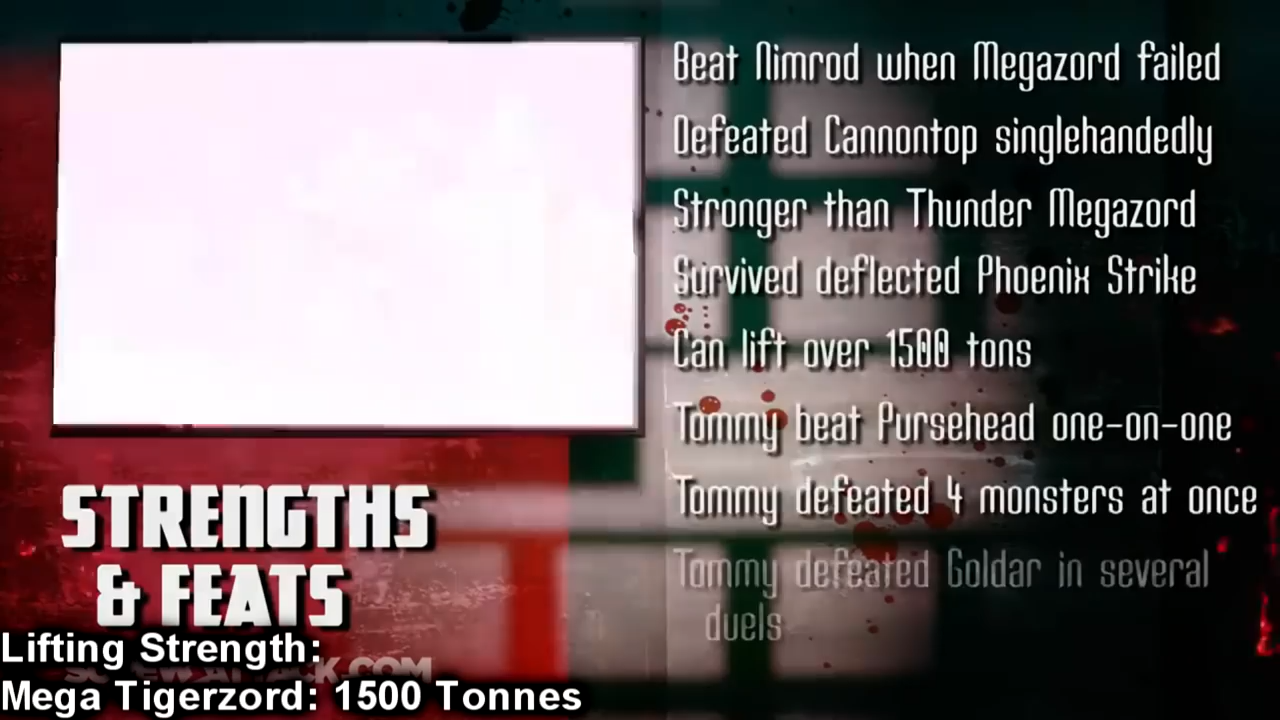 Beat Nimrod when Megazord failed
Defeated Cannontop singlehandedly
Stronger than Thunder Megazord
Survived deflected Phoenix Strike
Can lift over 1500 tons
Tommy beat Pursehead one-on-one
Tommy defeated 4 monsters at once
Tommy defeated Goldar in several
duels
STRENGTHS
& FEATS
Lifting Strength:
SCREWATTACK.COM
Mega Tigerzord: 1500 Tonnes